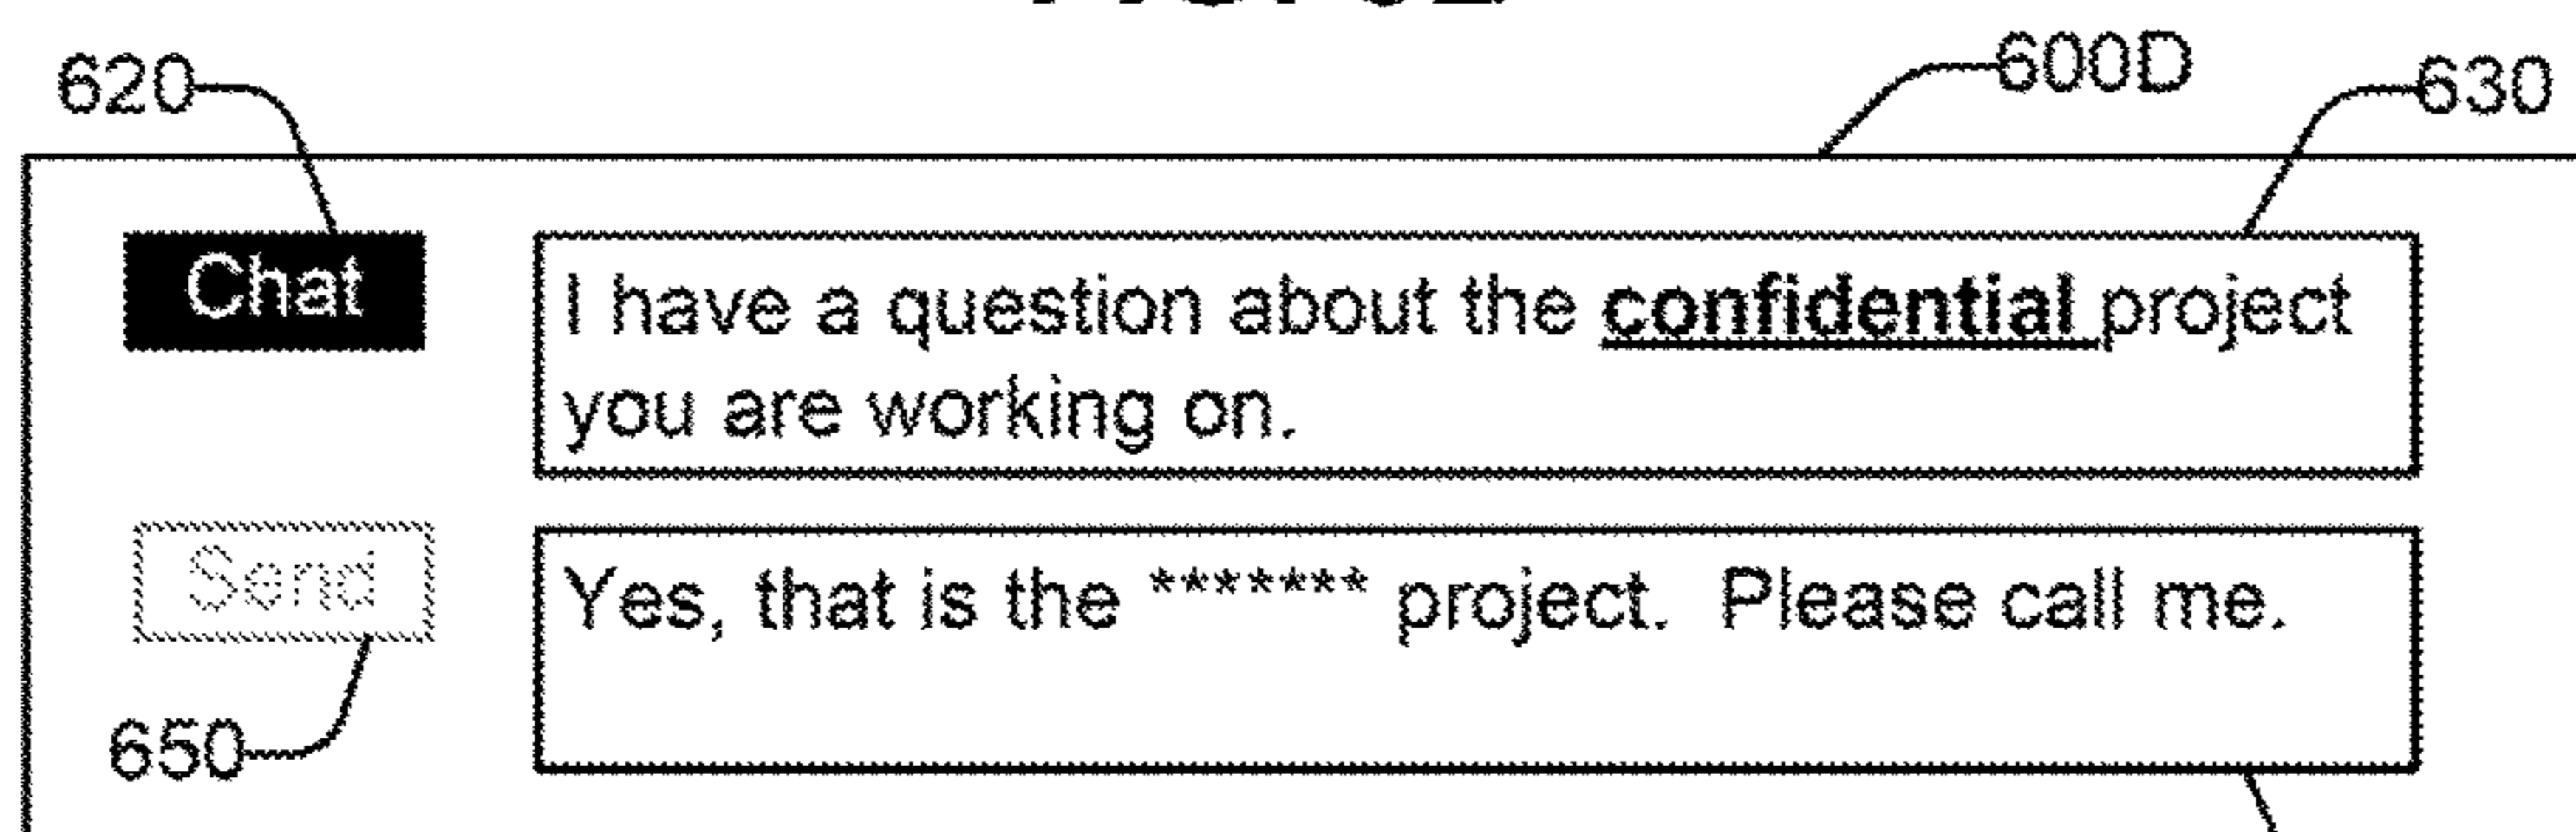 620
600D
630
Chat
I have a question about the confidential project
you are working on.
Send
Yes, that is the ******* project. Please call me.
650